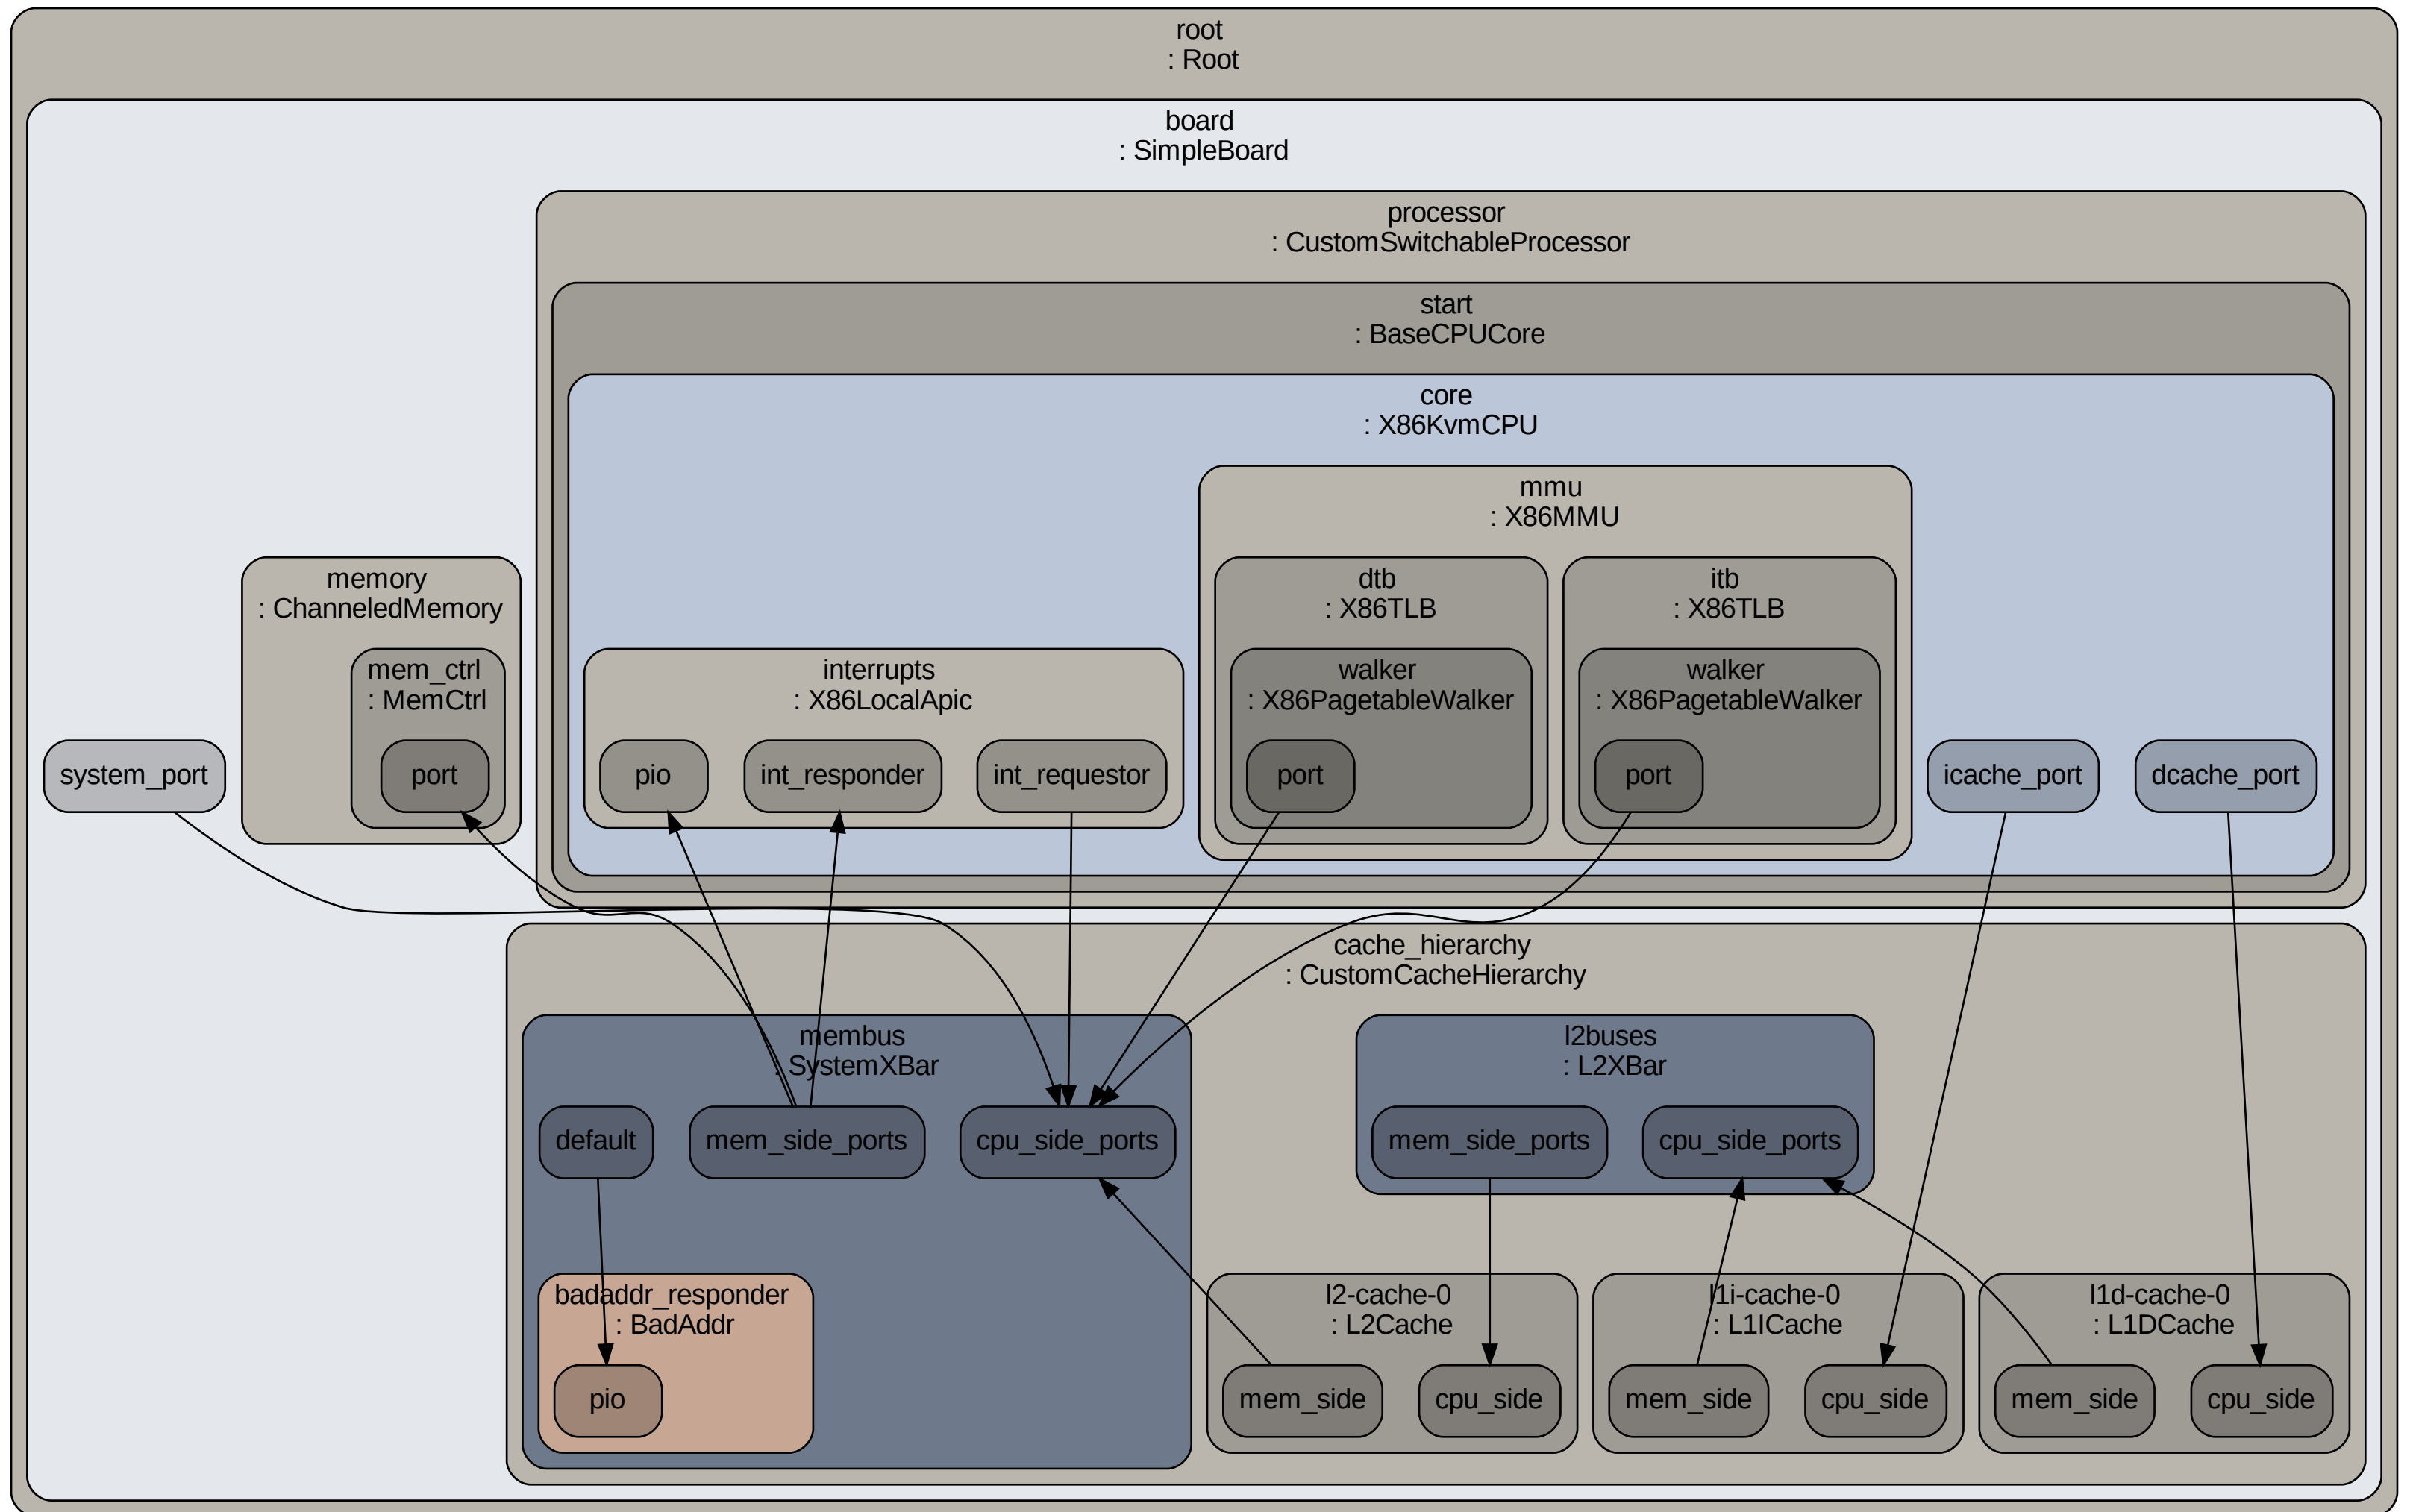 root
: Root
board
: SimpleBoard
processor
: CustomSwitchableProcessor
start
: BaseCPUCore
core
: X86KvmCPU
mmu
: X86MMU
memory
: ChanneledMemory
dtb
: X86TLB
itb
: X86TLB
mem_ctrl
: MemCtrl
interrupts
: X86LocalApic
walker
: X86PagetableWalker
walker
: X86PagetableWalker
system_port
port
pio
int_responder
int_requestor
port
port
icache_port
dcache_port
cache_hierarchy
: CustomCacheHierarchy
membus
: SystemXBar
l2buses
: L2XBar
default
mem_side_ports
cpu_side_ports
mem_side_ports
cpu_side_ports
badaddr_responder
: BadAddr
l2-cache-0
: L2Cache
l1i-cache-0
: L1ICache
l1d-cache-0
: L1DCache
pio
mem_side
cpu_side
mem_side
cpu_side
mem_side
cpu_side